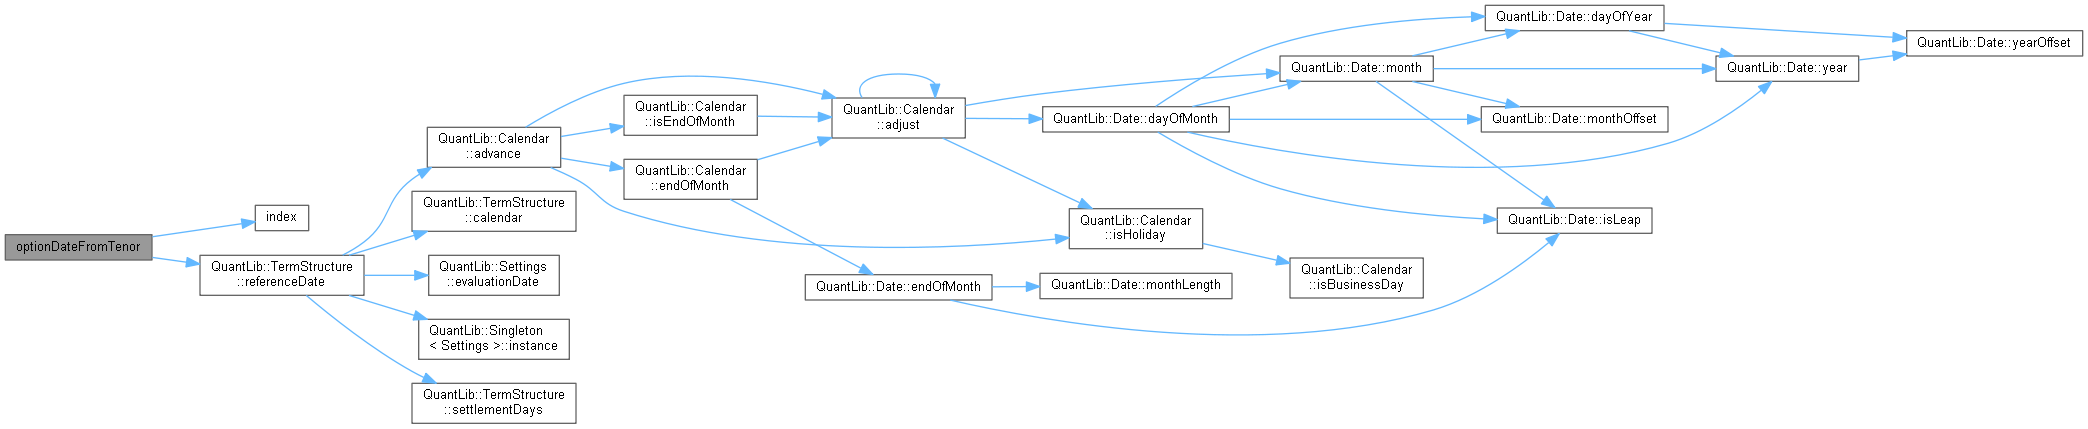 optionDateFromTenor
index
QuantLib::TermStructure
::referenceDate
QuantLib::Calendar
::advance
QuantLib::TermStructure
::calendar
QuantLib::Settings
::evaluationDate
QuantLib::Singleton
< Settings >::instance
QuantLib::TermStructure
::settlementDays
QuantLib::Calendar
::isEndOfMonth
QuantLib::Calendar
::endOfMonth
QuantLib::Calendar
::adjust
QuantLib::Date::endOfMonth
QuantLib::Date::dayOfMonth
QuantLib::Calendar
::isHoliday
QuantLib::Date::monthLength
QuantLib::Date::month
QuantLib::Calendar
::isBusinessDay
QuantLib::Date::dayOfYear
QuantLib::Date::monthOffset
QuantLib::Date::isLeap
QuantLib::Date::year
QuantLib::Date::yearOffset